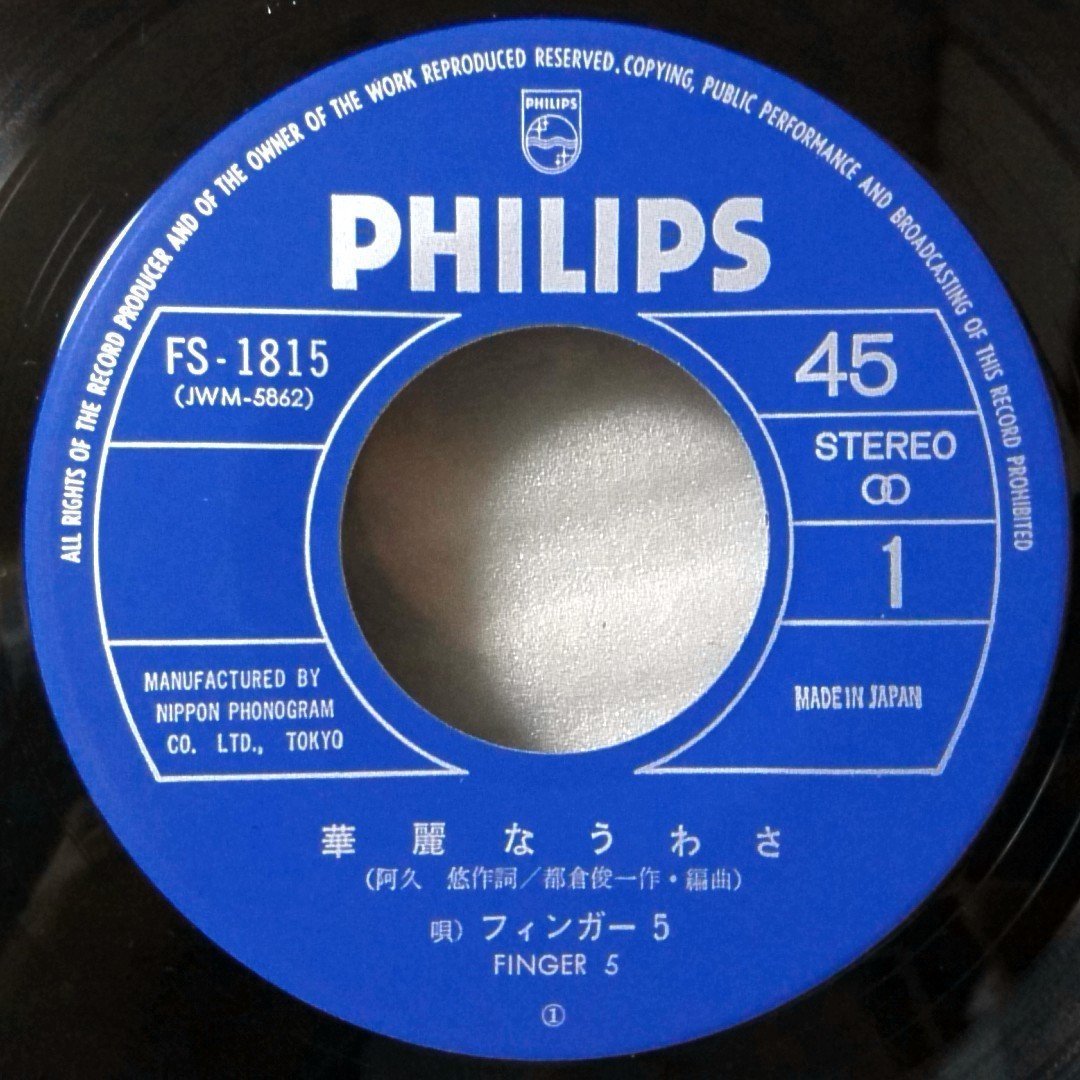 ALL RIGHTS OF THE RECORD PRODUCER AND OF THE OWNER OF THE WORK REPRODUCED RESERVED. COPYING, PUBLIC PERFORMANCE AND BROADCASTING OF THIS RECORD PROHIBITED
PHILIPS
PHILIPS
FS-1815
(JWM-5862)
45
STEREO
1
MANUFACTURED BY
NIPPON PHONOGRAM
CO. LTD., TOKYO
MADE IN JAPAN
華麗なうわさ
(阿久 悠作詞/都倉俊一作・編曲)
唄) フィンガー 5
FINGER 5
①